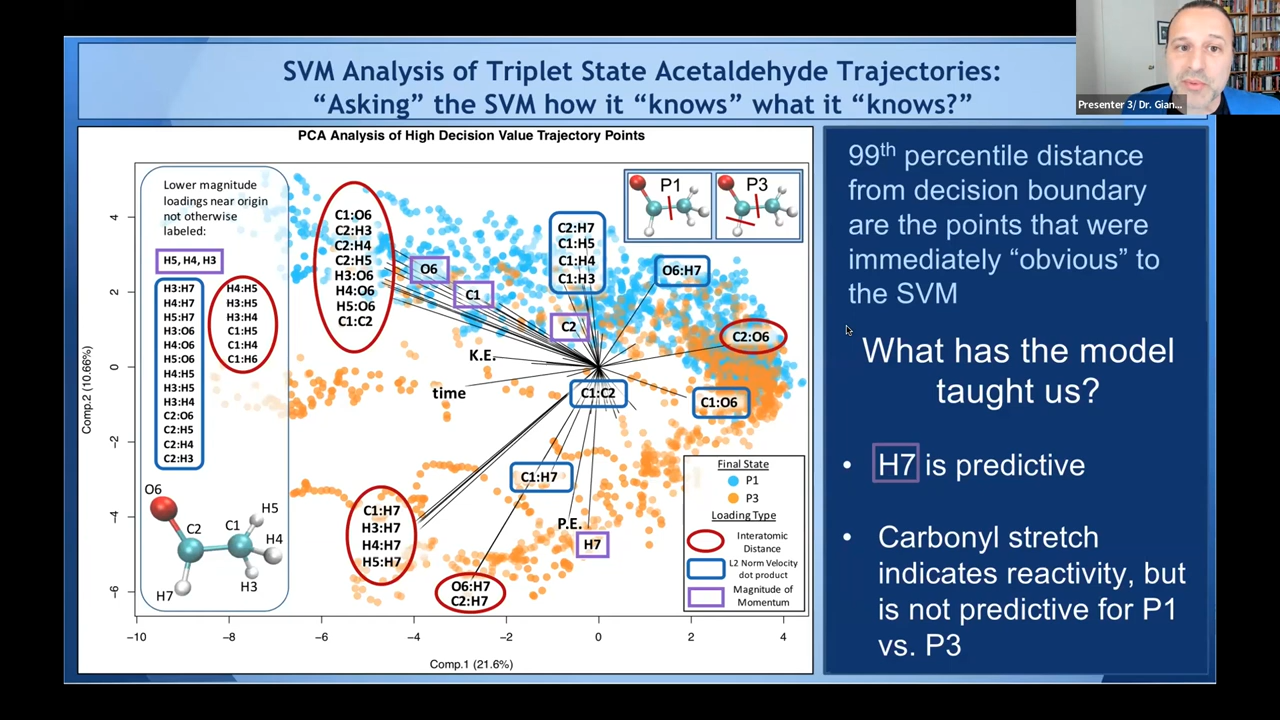 SVM Analysis of Triplet State Acetaldehyde Trajectories:
“Asking” the SVM how it “knows” what it “knows?”
Presenter 3/ Dr. Gian...
PCA Analysis of High Decision Value Trajectory Points
Lower magnitude
loadings near origin
not otherwise
labeled:
H5, H4, H3
H3:H7
H4:H7
H5:H7
H3:O6
H4:O6
H5:O6
H4:H5
H3:H5
H3:H4
C2:O6
C2:H5
C2:H4
C2:H3
H4:H5
H3:H5
H3:H4
C1:H5
C1:H4
C1:H6
O6
C2
C1
H5
H4
H3
H7
C1:O6
C2:H3
C2:H4
C2:H5
H3:O6
H4:O6
H5:O6
C1:C2
O6
C1
C2
C2:H7
C1:H5
C1:H4
C1:H3
O6:H7
P1
P3
C2:O6
K.E.
time
C1:C2
C1:O6
C1:H7
C1:H7
H3:H7
H4:H7
H5:H7
P.E.
H7
O6:H7
C2:H7
Final State
P1
P3
Loading Type
Interatomic
Distance
L2 Norm Velocity
dot product
Magnitude of
Momentum
Comp.2 (10.66%)
4
2
0
−2
−4
−6
−10
−8
−6
−4
−2
0
2
4
Comp.1 (21.6%)
99th percentile distance
from decision boundary
are the points that were
immediately “obvious” to
the SVM
What has the model
taught us?
• H7 is predictive
• Carbonyl stretch
indicates reactivity, but
is not predictive for P1
vs. P3